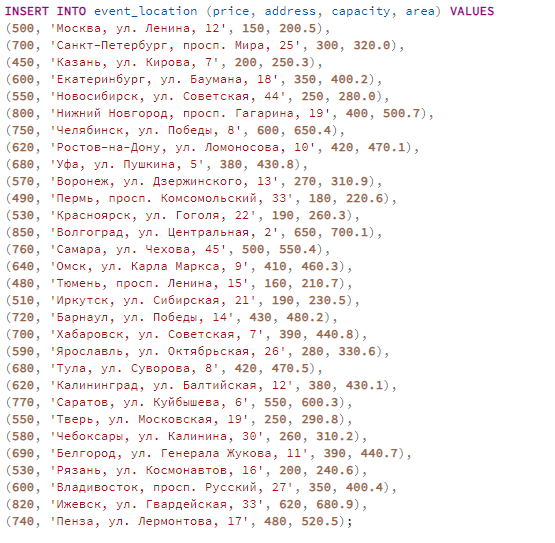 INSERT INTO event_location (price, address, capacity, area) VALUES
(500, 'Москва, ул. Ленина, 12', 150, 200.5),
(700, 'Санкт-Петербург, просп. Мира, 25', 300, 320.0),
(450, 'Казань, ул. Кирова, 7', 200, 250.3),
(600, 'Екатеринбург, ул. Баумана, 18', 350, 400.2),
(550, 'Новосибирск, ул. Советская, 44', 250, 280.0),
(800, 'Нижний Новгород, просп. Гагарина, 19', 400, 500.7),
(750, 'Челябинск, ул. Победы, 8', 600, 650.4),
(620, 'Ростов-на-Дону, ул. Ломоносова, 10', 420, 470.1),
(680, 'Уфа, ул. Пушкина, 5', 380, 430.8),
(570, 'Воронеж, ул. Дзержинского, 13', 270, 310.9),
(490, 'Пермь, просп. Комсомольский, 33', 180, 220.6),
(530, 'Красноярск, ул. Гоголя, 22', 190, 260.3),
(850, 'Волгоград, ул. Центральная, 2', 650, 700.1),
(760, 'Самара, ул. Чехова, 45', 500, 550.4),
(640, 'Омск, ул. Карла Маркса, 9', 410, 460.3),
(480, 'Тюмень, просп. Ленина, 15', 160, 210.7),
(510, 'Иркутск, ул. Сибирская, 21', 190, 230.5),
(720, 'Барнаул, ул. Победы, 14', 430, 480.2),
(700, 'Хабаровск, ул. Советская, 7', 390, 440.8),
(590, 'Ярославль, ул. Октябрьская, 26', 280, 330.6),
(680, 'Тула, ул. Суворова, 8', 420, 470.5),
(620, 'Калининград, ул. Балтийская, 12', 380, 430.1),
(770, 'Саратов, ул. Куйбышева, 6', 550, 600.3),
(550, 'Тверь, ул. Московская, 19', 250, 290.8),
(580, 'Чебоксары, ул. Калинина, 30', 260, 310.2),
(690, 'Белгород, ул. Генерала Жукова, 11', 390, 440.7),
(530, 'Рязань, ул. Космонавтов, 16', 200, 240.6),
(600, 'Владивосток, просп. Русский, 27', 350, 400.4),
(820, 'Ижевск, ул. Гвардейская, 33', 620, 680.9),
(740, 'Пенза, ул. Лермонтова, 17', 480, 520.5);